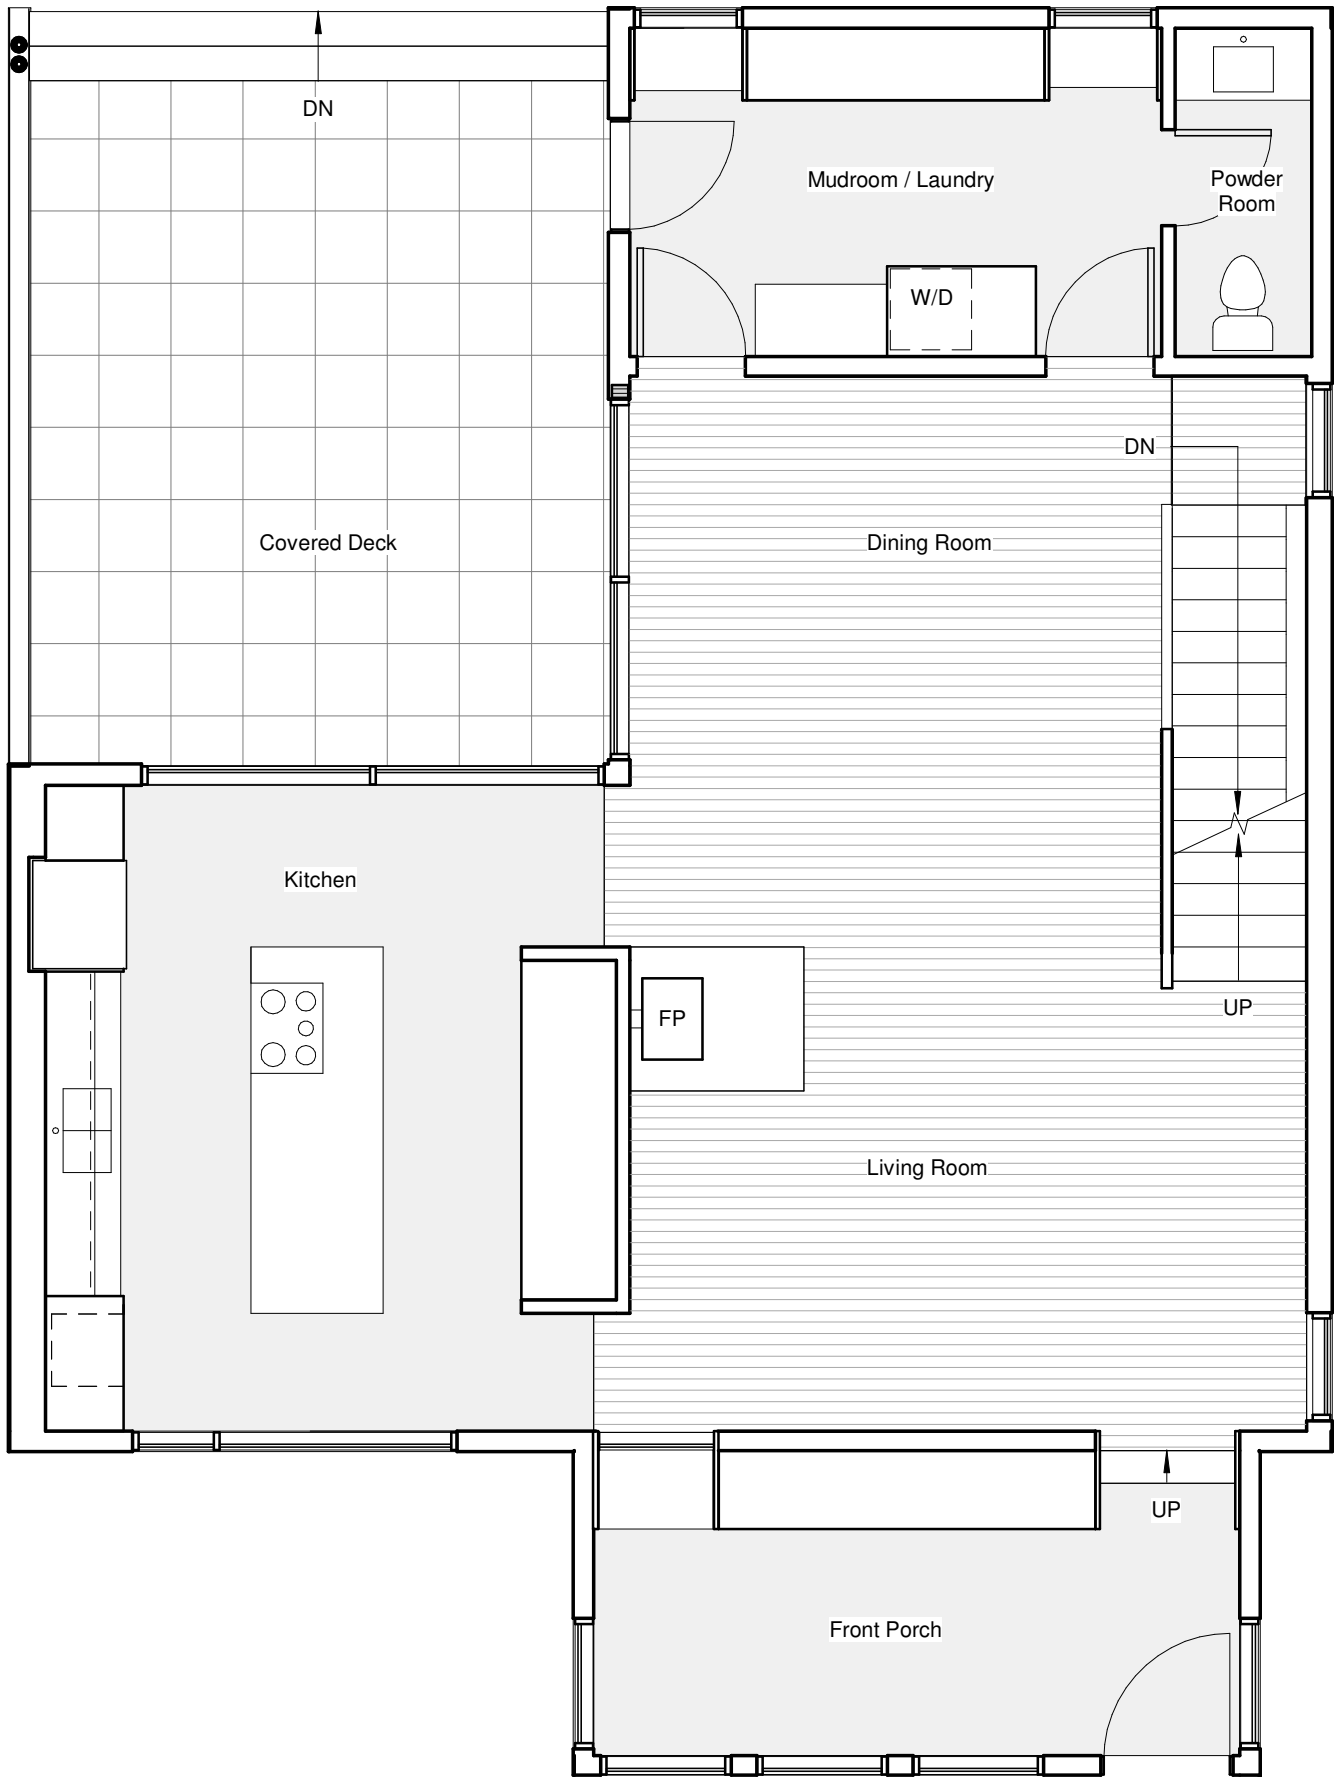 DN
Mudroom / Laundry
Powder
Room
W/D
DN
Covered Deck
Dining Room
Kitchen
UP
FP
Living Room
UP
Front Porch